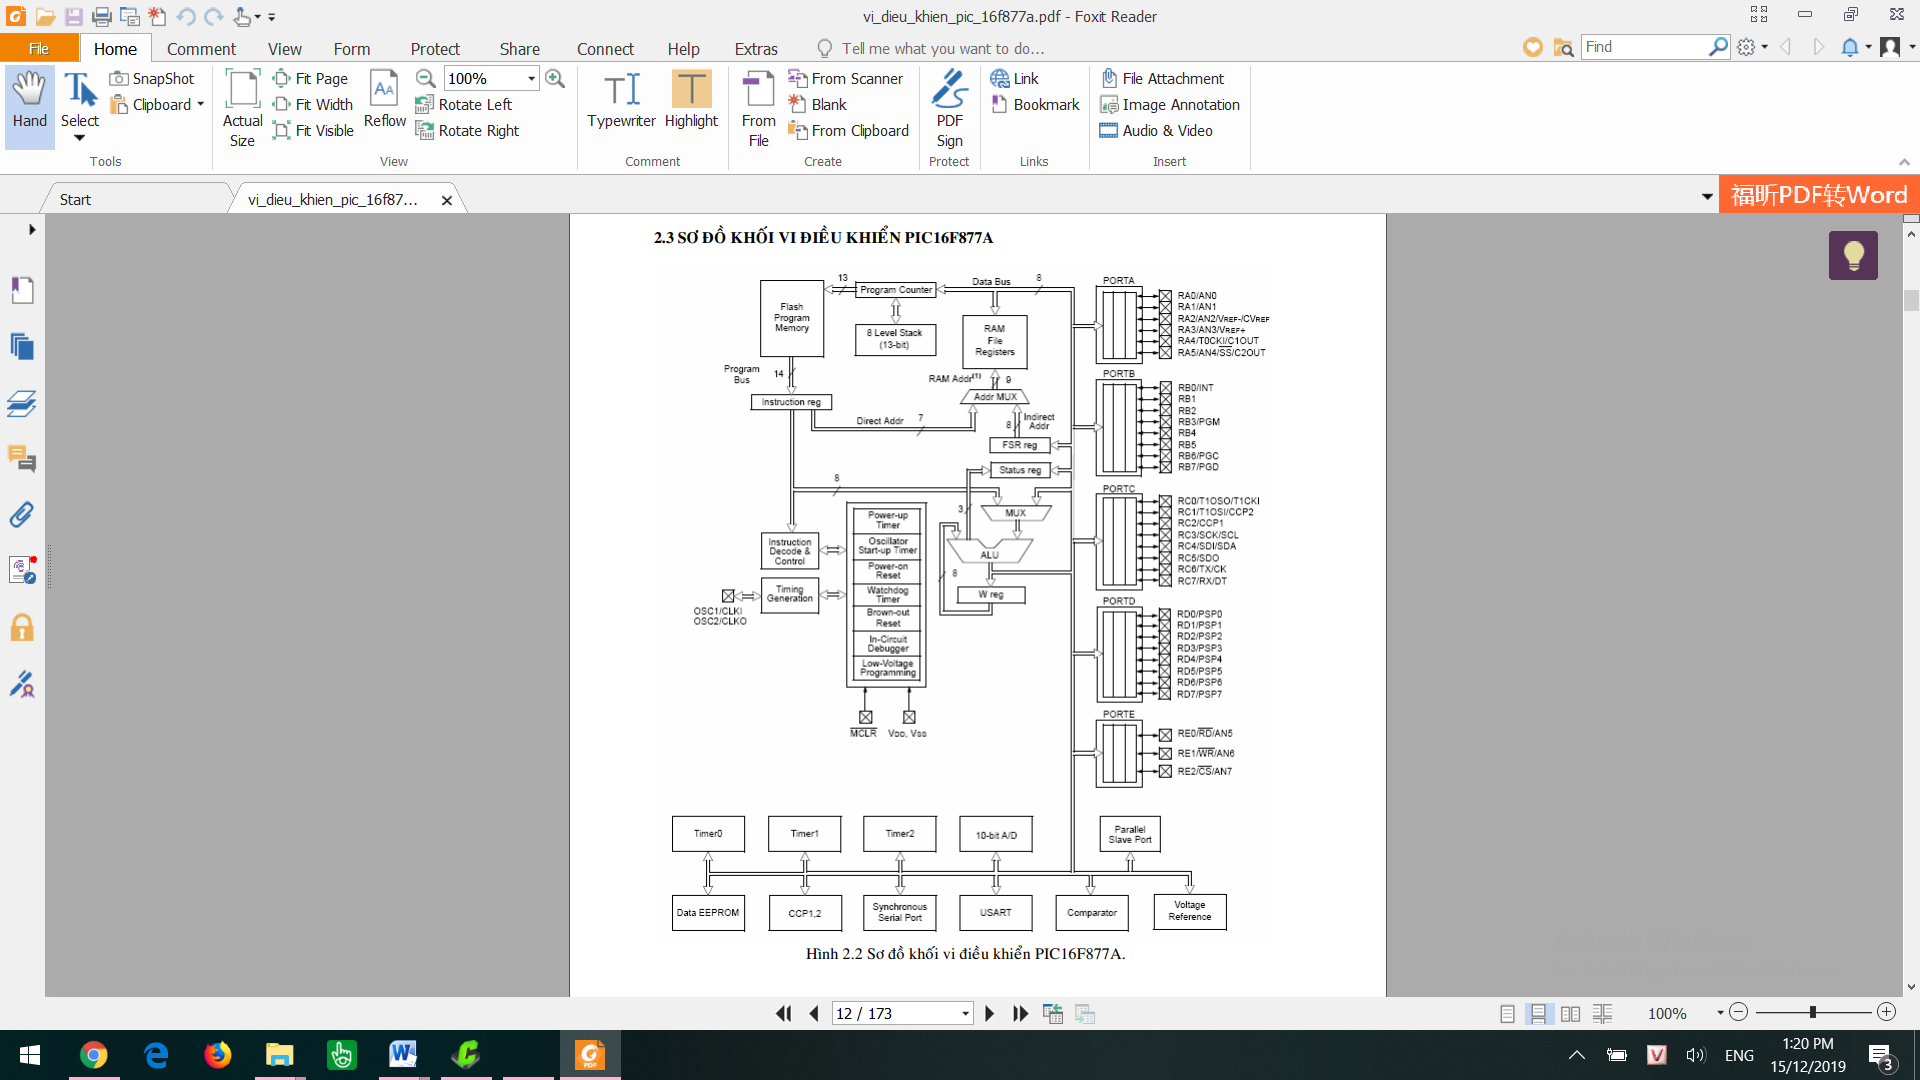 vi_dieu_khien_pic_16f877a.pdf - Foxit Reader
File Home Comment View Form Protect Share Connect Help Extras Tell me what you want to do... Find
Hand
Select
SnapShot
Clipboard
Tools
Actual Size
Fit Page
Fit Width
Fit Visible
Reflow
100%
Rotate Left
Rotate Right
View
Typewriter
Highlight
Comment
From File
From Scanner
Blank
From Clipboard
Create
PDF Sign
Protect
Link
Bookmark
Links
File Attachment
Image Annotation
Audio & Video
Insert
Start
vi_dieu_khien_pic_16f87...
福昕PDF转Word
2.3 SƠ ĐỒ KHỐI VI ĐIỀU KHIỂN PIC16F877A
Flash
Program
Memory
13
Program Counter
Data Bus
8
8 Level Stack
(13-bit)
RAM
File
Registers
Program
Bus
14
RAM Addr(1)
9
Instruction reg
Addr MUX
Direct Addr
7
8
Indirect
Addr
FSR reg
Status reg
8
3
MUX
ALU
8
W reg
Instruction
Decode &
Control
Timing
Generation
OSC1/CLKI
OSC2/CLKO
Power-up
Timer
Oscillator
Start-up Timer
Power-on
Reset
Watchdog
Timer
Brown-out
Reset
In-Circuit
Debugger
Low-Voltage
Programming
MCLR
VDD, VSS
PORTA
RA0/AN0
RA1/AN1
RA2/AN2/VREF-/CVREF
RA3/AN3/VREF+
RA4/T0CKI/C1OUT
RA5/AN4/SS/C2OUT
PORTB
RB0/INT
RB1
RB2
RB3/PGM
RB4
RB5
RB6/PGC
RB7/PGD
PORTC
RC0/T1OSO/T1CKI
RC1/T1OSI/CCP2
RC2/CCP1
RC3/SCK/SCL
RC4/SDI/SDA
RC5/SDO
RC6/TX/CK
RC7/RX/DT
PORTD
RD0/PSP0
RD1/PSP1
RD2/PSP2
RD3/PSP3
RD4/PSP4
RD5/PSP5
RD6/PSP6
RD7/PSP7
PORTE
RE0/RD/AN5
RE1/WR/AN6
RE2/CS/AN7
Timer0
Timer1
Timer2
10-bit A/D
Parallel
Slave Port
Data EEPROM
CCP1,2
Synchronous
Serial Port
USART
Comparator
Voltage
Reference
Hình 2.2 Sơ đồ khối vi điều khiển PIC16F877A.
12 / 173
100%
ENG
1:20 PM
15/12/2019
3